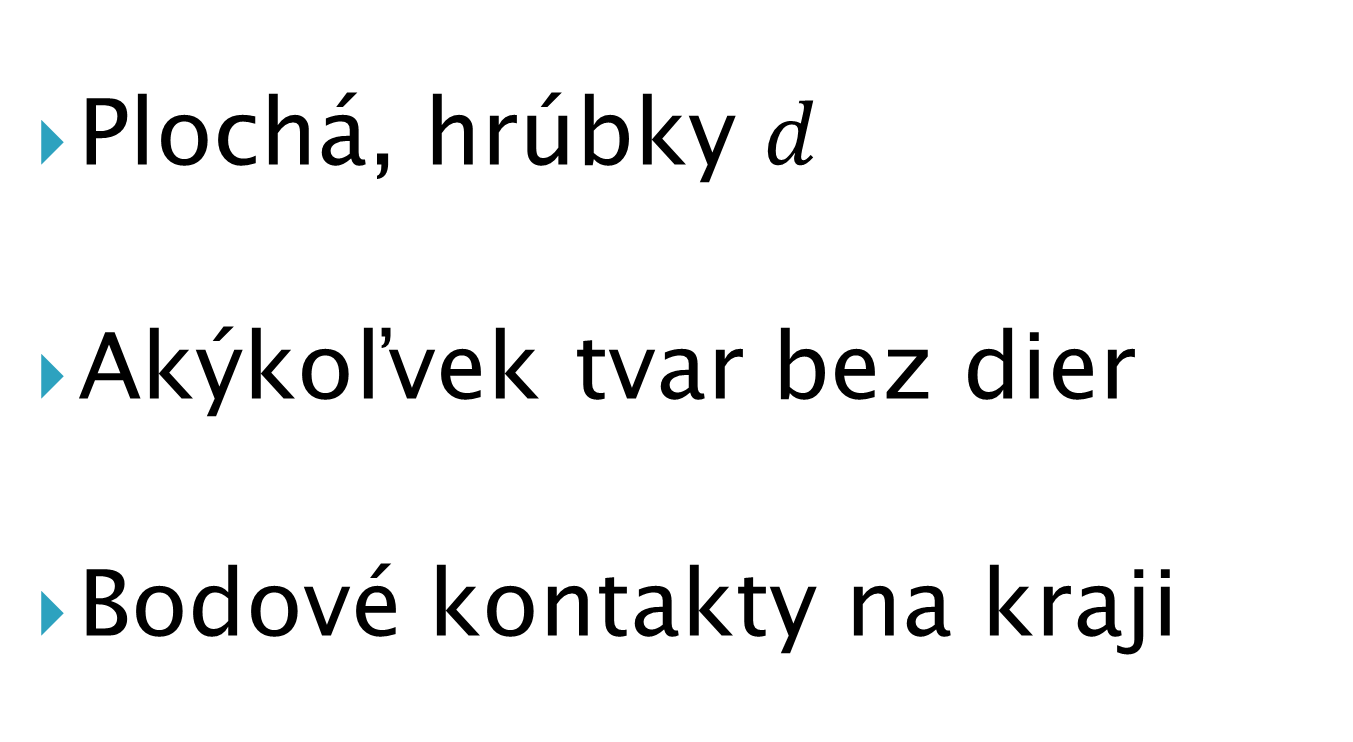 Plochá, hrúbky d
Akýkoľvek tvar bez dier
Bodové kontakty na kraji